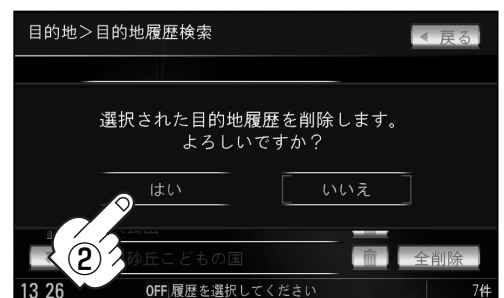 目的地>目的地履歴検索
戻る
選択された目的地履歴を削除します。
よろしいですか？
はい
いいえ
②
砂丘こどもの国
全削除
13 26
OFF 履歴を選択してください
7件